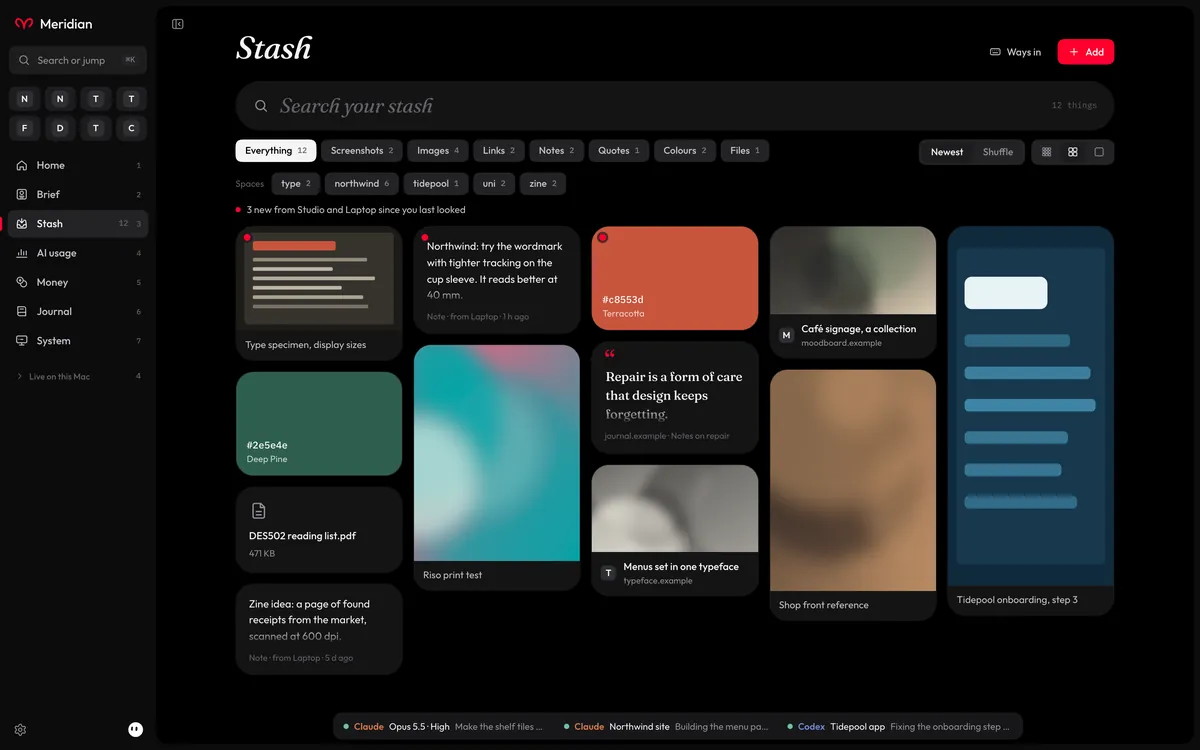 Meridian
Search or jump ⌘K
N N T T
F D T C
Home 1
Brief 2
Stash 12 3
AI usage 4
Money 5
Journal 6
System 7
Live on this Mac 4
Stash
Ways in
Add
Search your stash
12 things
Everything 12
Screenshots 2
Images 4
Links 2
Notes 2
Quotes 1
Colours 2
Files 1
Newest
Shuffle
Spaces
type 2
northwind 6
tidepool 1
uni 2
zine 2
3 new from Studio and Laptop since you last looked
Type specimen, display sizes
#2e5e4e
Deep Pine
DES502 reading list.pdf
471 KB
Zine idea: a page of found
receipts from the market,
scanned at 600 dpi.
Note · from Laptop · 5 d ago
Northwind: try the wordmark
with tighter tracking on the
cup sleeve. It reads better at
40 mm.
Note · from Laptop · 1 h ago
Riso print test
#c8553d
Terracotta
“
Repair is a form of care
that design keeps
forgetting.
journal.example · Notes on repair
T
Menus set in one typeface
typeface.example
M
Café signage, a collection
moodboard.example
Shop front reference
Tidepool onboarding, step 3
Claude Opus 5.5 · High Make the shelf tiles ...
Claude Northwind site Building the menu pa...
Codex Tidepool app Fixing the onboarding step ...